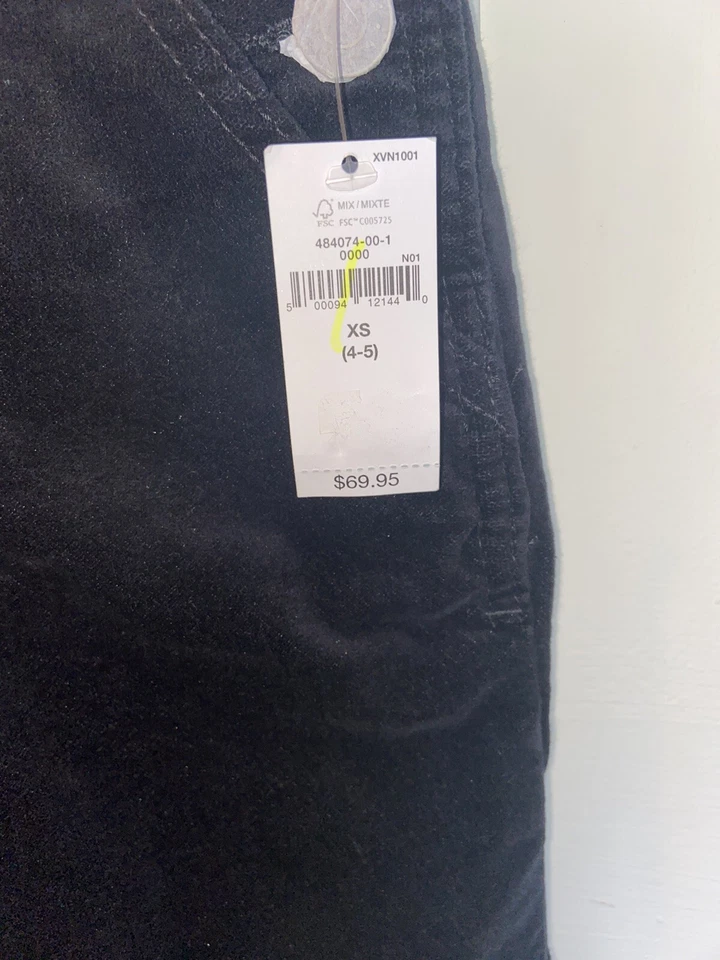 XVN1001
MIX / MIXTE
FSC FSC™ C005725
484074-00-1
0000
N01
5 00094 12144 0
XS
(4-5)
$69.95